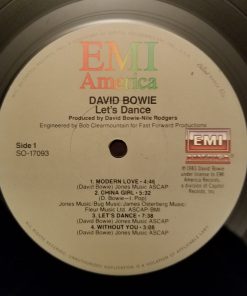 EMI
America
DAVID BOWIE
Let's Dance
Produced by David Bowie-Nile Rodgers
Engineered by Bob Clearmountain for Fast Forward Productions
Side 1
SO-17093
EMI
AMERICA
℗ 1983 David Bowie
under license to EMI
America Records,
a division of Capitol
Records, Inc.
1. MODERN LOVE - 4:46
(David Bowie) Jones Music ASCAP
2. CHINA GIRL - 5:32
(D. Bowie—I. Pop)
Jones Music/Bug Music/James Osterberg Music/
Fleur Music Ltd. ASCAP/BMI
3. LET'S DANCE - 7:38
(David Bowie) Jones Music ASCAP
4. WITHOUT YOU - 3:08
(David Bowie) Jones Music ASCAP